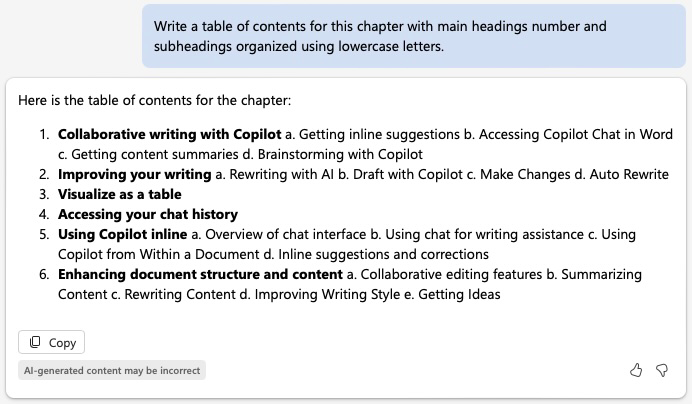 Write a table of contents for this chapter with main headings number and
subheadings organized using lowercase letters.
Here is the table of contents for the chapter:
1. Collaborative writing with Copilot a. Getting inline suggestions b. Accessing Copilot Chat in Word
c. Getting content summaries d. Brainstorming with Copilot
2. Improving your writing a. Rewriting with AI b. Draft with Copilot c. Make Changes d. Auto Rewrite
3. Visualize as a table
4. Accessing your chat history
5. Using Copilot inline a. Overview of chat interface b. Using chat for writing assistance c. Using
Copilot from Within a Document d. Inline suggestions and corrections
6. Enhancing document structure and content a. Collaborative editing features b. Summarizing
Content c. Rewriting Content d. Improving Writing Style e. Getting Ideas
Copy
AI-generated content may be incorrect